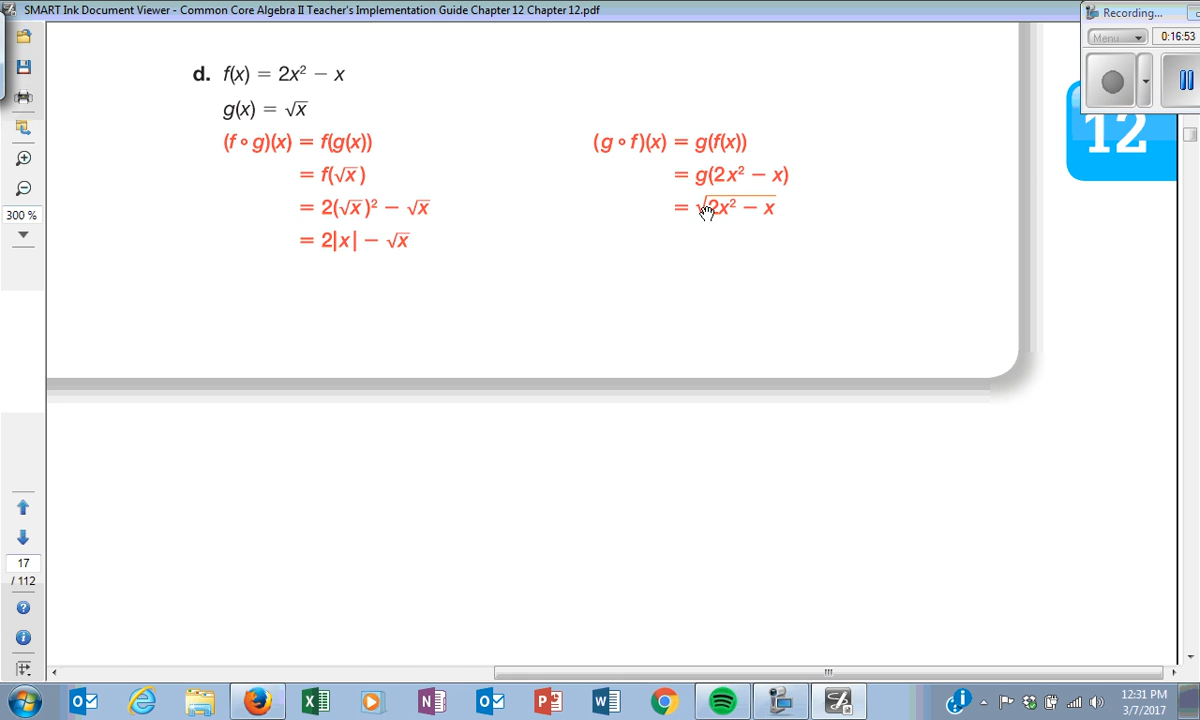 SMART Ink Document Viewer - Common Core Algebra II Teacher's Implementation Guide Chapter 12 Chapter 12.pdf
Recording...
Menu
0:16:53
12
d. f(x) = 2x² − x
g(x) = √x
(f ∘ g)(x) = f(g(x))
= f(√x)
= 2(√x)² − √x
= 2|x| − √x
(g ∘ f)(x) = g(f(x))
= g(2x² − x)
= √(2x² − x)
300 %
17
/ 112
12:31 PM
3/7/2017